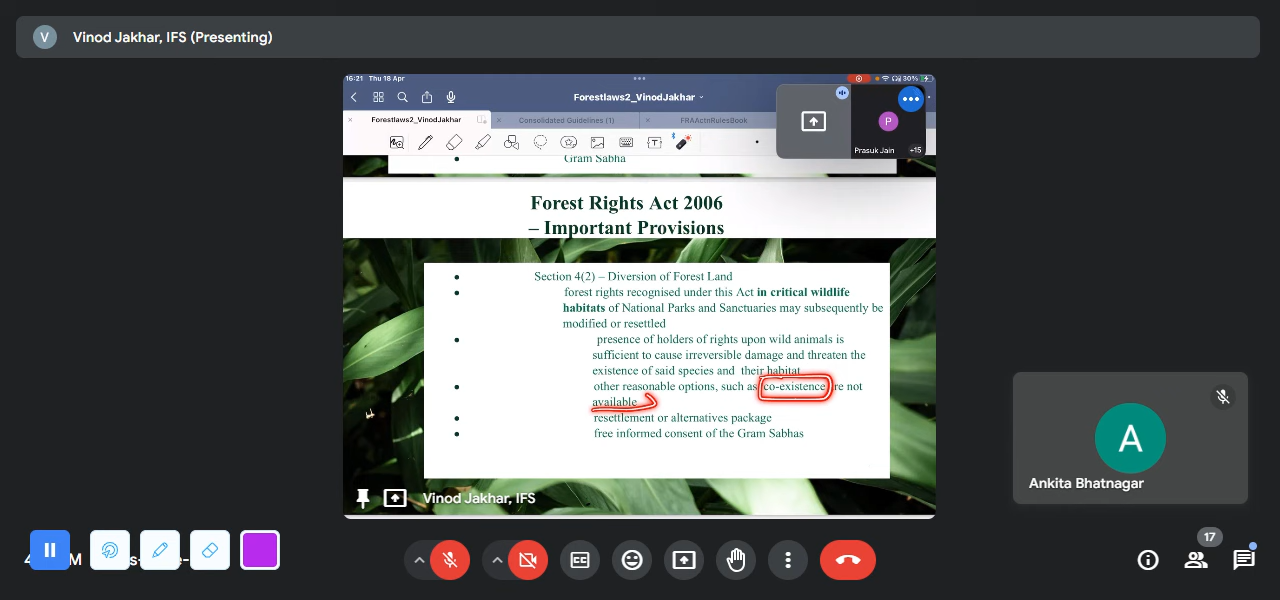 V
Vinod Jakhar, IFS (Presenting)
16:21 Thu 18 Apr
30%
Forestlaws2_VinodJakhar
Forestlaws2_VinodJakhar
Consolidated Guidelines (1)
FRAActnRulesBook
P
Prasuk Jain
+15
Gram Sabha
Forest Rights Act 2006
– Important Provisions
• Section 4(2) – Diversion of Forest Land
• forest rights recognised under this Act in critical wildlife
habitats of National Parks and Sanctuaries may subsequently be
modified or resettled
• presence of holders of rights upon wild animals is
sufficient to cause irreversible damage and threaten the
existence of said species and their habitat
• other reasonable options, such as, co-existence are not
available
• resettlement or alternatives package
• free informed consent of the Gram Sabhas
Vinod Jakhar, IFS
A
Ankita Bhatnagar
M
17